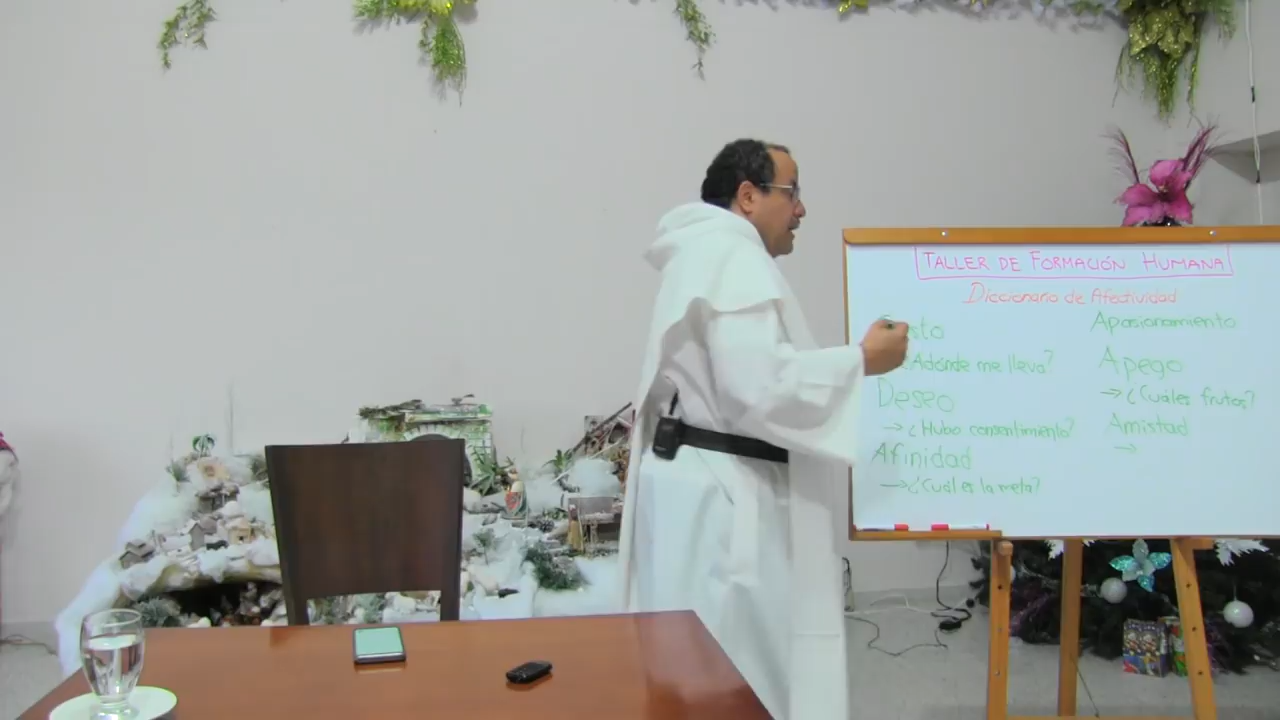 TALLER DE FORMACIÓN HUMANA
Diccionario de Afectividad
sto
¿Adónde me lleva?
Deseo
→ ¿Hubo consentimiento?
Afinidad
→ ¿Cuál es la meta?
Apasionamiento
Apego
→ ¿Cuáles frutos?
Amistad
→